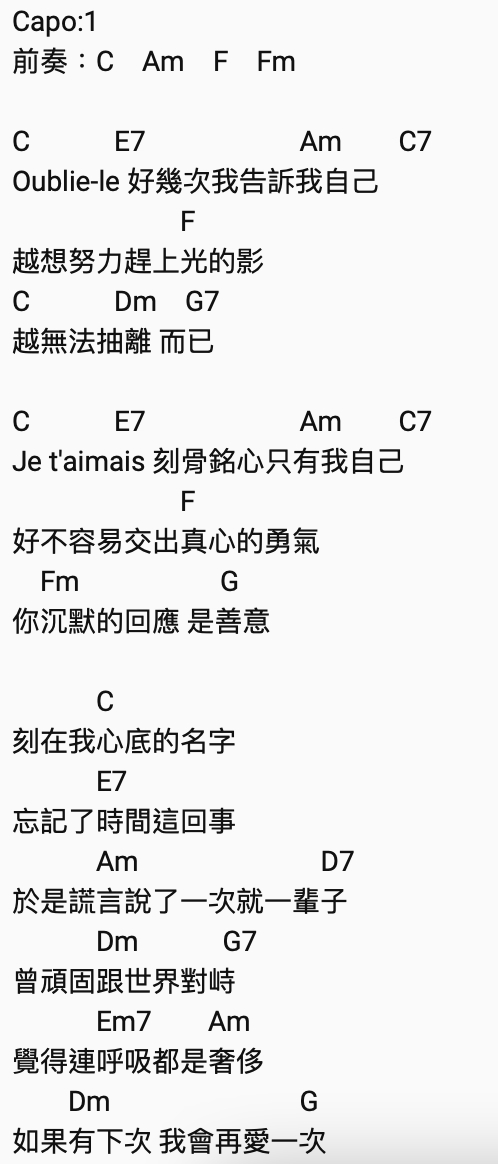 Capo:1
前奏：C Am F Fm
C E7 Am C7
Oublie-le 好幾次我告訴我自己
F
越想努力趕上光的影
C Dm G7
越無法抽離 而已
C E7 Am C7
Je t'aimais 刻骨銘心只有我自己
F
好不容易交出真心的勇氣
Fm G
你沉默的回應 是善意
C
刻在我心底的名字
E7
忘記了時間這回事
Am D7
於是謊言說了一次就一輩子
Dm G7
曾頑固跟世界對峙
Em7 Am
覺得連呼吸都是奢侈
Dm G
如果有下次 我會再愛一次